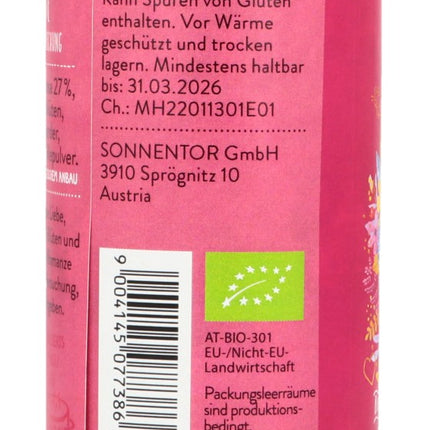 Kann Spuren von Gluten
enthalten. Vor Wärme
geschützt und trocken
lagern. Mindestens haltbar
bis: 31.03.2026
Ch.: MH22011301E01
SONNENTOR GmbH
3910 Sprögnitz 10
Austria
9 004145 077386
AT-BIO-301
EU-/Nicht-EU-
Landwirtschaft
Packungsleerräume
sind produktions-
bedingt.
27%,